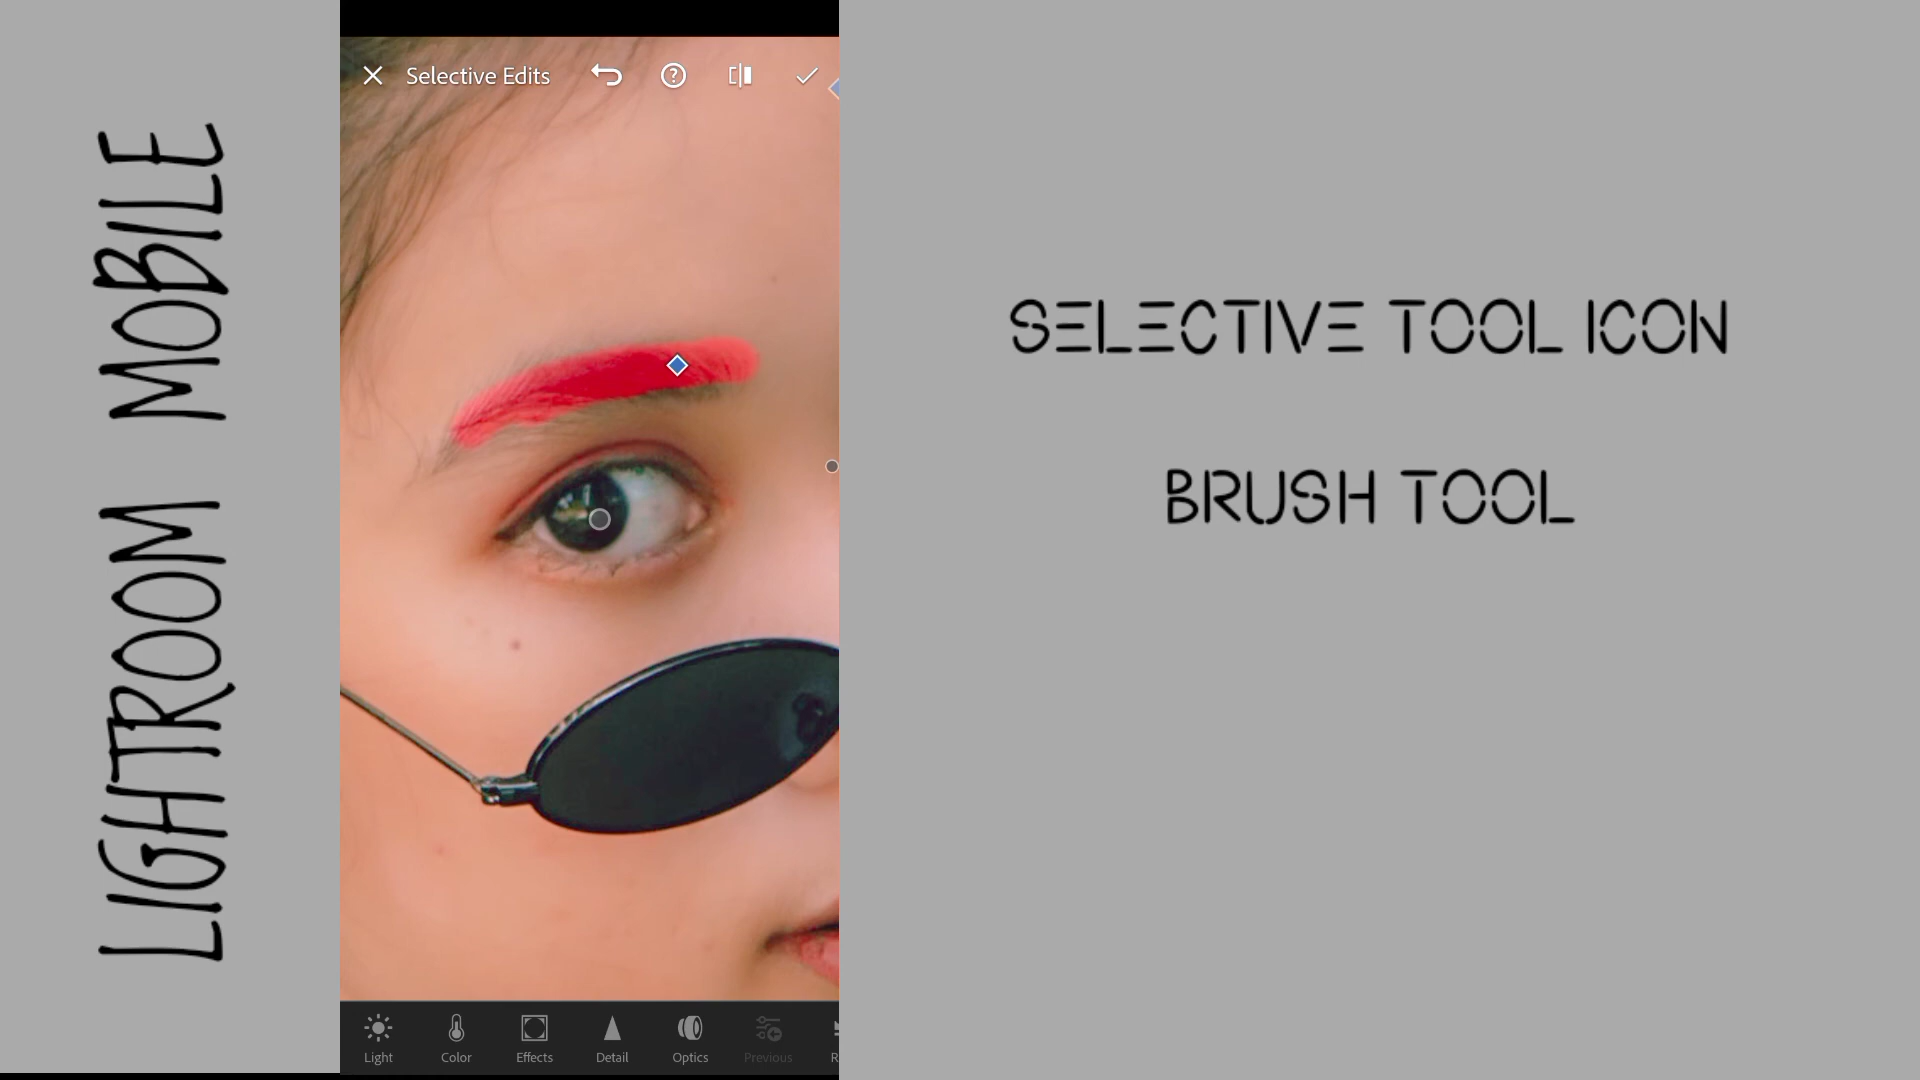 LIGHTROOM MOBILE
Selective Edits
SELECTIVE TOOL ICON
BRUSH TOOL
Light Color Effects Detail Optics Previous